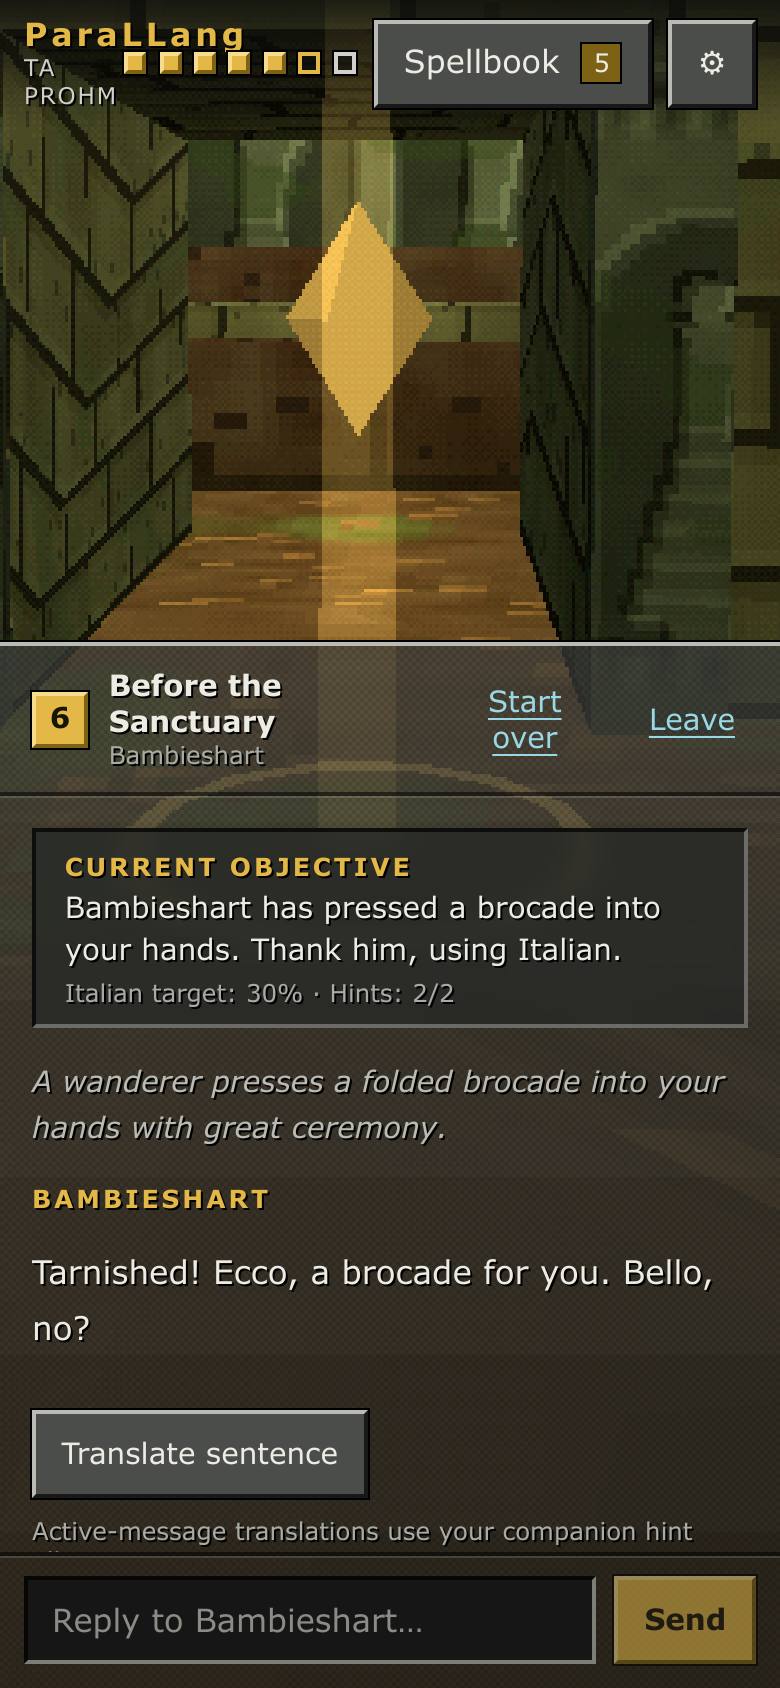 ParaLLang
TA
PROHM
Spellbook 5
6
Before the
Sanctuary
Bambieshart
Start
over
Leave
CURRENT OBJECTIVE
Bambieshart has pressed a brocade into
your hands. Thank him, using Italian.
Italian target: 30% · Hints: 2/2
A wanderer presses a folded brocade into your
hands with great ceremony.
BAMBIESHART
Tarnished! Ecco, a brocade for you. Bello,
no?
Translate sentence
Active-message translations use your companion hint
Reply to Bambieshart…
Send